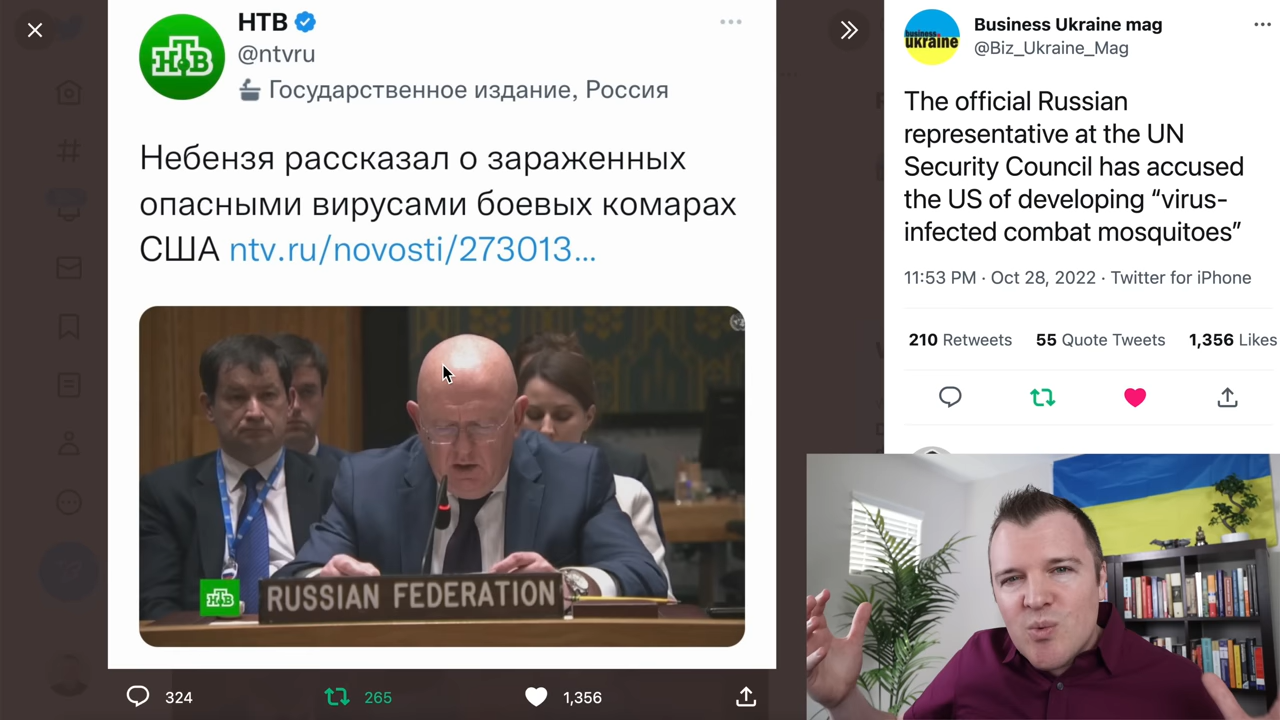 НТВ
НТВ
@ntvru
Государственное издание, Россия
Небензя рассказал о зараженных
опасными вирусами боевых комарах
США ntv.ru/novosti/273013...
НТВ
RUSSIAN FEDERATION
324
265
1,356
business
ukraine
Business Ukraine mag
@Biz_Ukraine_Mag
The official Russian
representative at the UN
Security Council has accused
the US of developing “virus-
infected combat mosquitoes”
11:53 PM · Oct 28, 2022 · Twitter for iPhone
210 Retweets 55 Quote Tweets 1,356 Likes